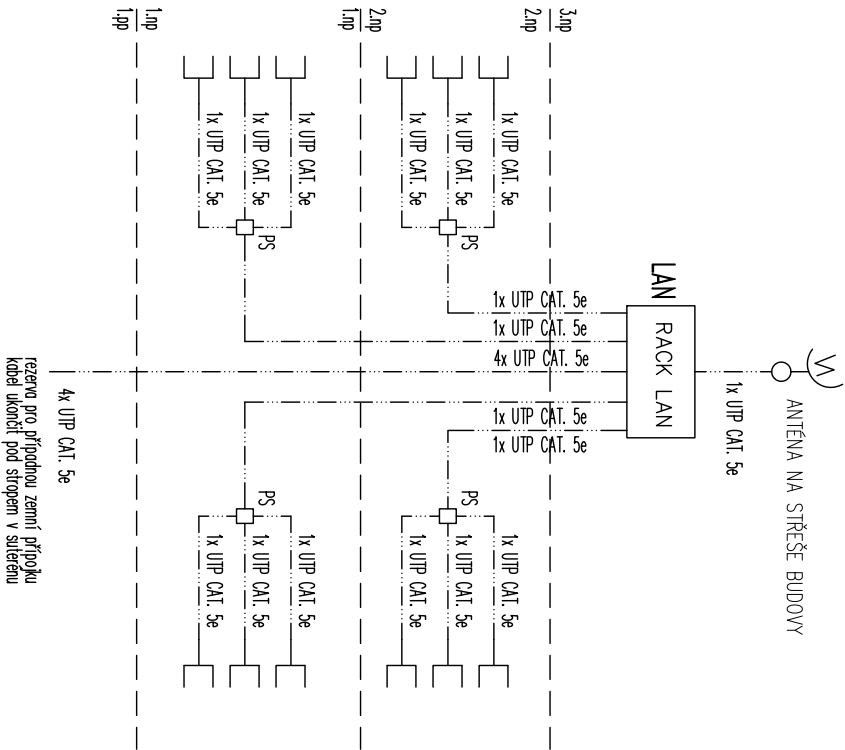 ANTÉNA NA STŘEŠE BUDOVY
1x UTP CAT. 5e
LAN
RACK LAN
1x UTP CAT. 5e
1x UTP CAT. 5e
4x UTP CAT. 5e
1x UTP CAT. 5e
1x UTP CAT. 5e
3.np
2.np
1x UTP CAT. 5e
1x UTP CAT. 5e
1x UTP CAT. 5e
PS
PS
1x UTP CAT. 5e
1x UTP CAT. 5e
1x UTP CAT. 5e
2.np
1.np
1x UTP CAT. 5e
1x UTP CAT. 5e
1x UTP CAT. 5e
PS
PS
1x UTP CAT. 5e
1x UTP CAT. 5e
1x UTP CAT. 5e
1.np
1.pp
4x UTP CAT. 5e
rezerva pro případnou zemní přípojku
kabel ukončit pod stropem v suterénu